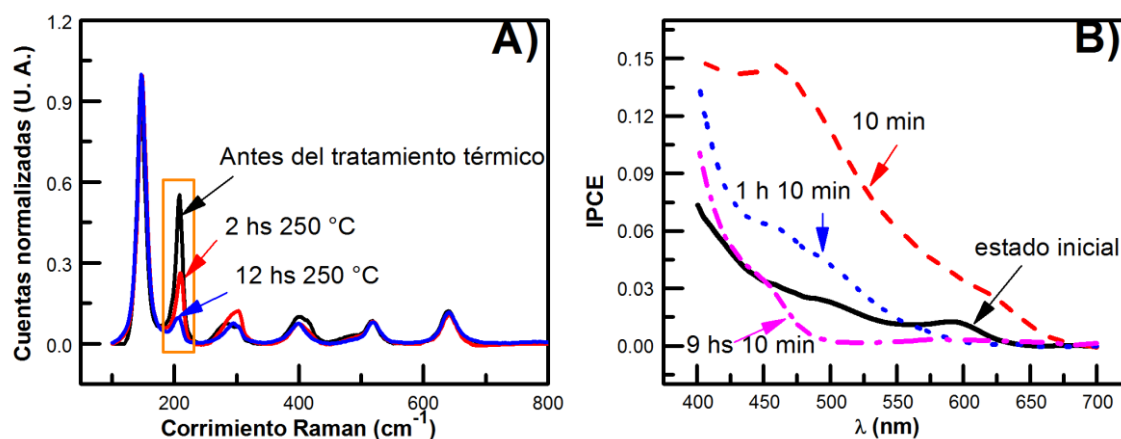 A)
Cuentas normalizadas (U. A.)
1.2
0.9
0.6
0.3
0.0
Antes del tratamiento térmico
2 hs 250 °C
12 hs 250 °C
200
400
600
800
Corrimiento Raman (cm⁻¹)
B)
IPCE
0.15
0.12
0.09
0.06
0.03
0.00
10 min
1 h 10 min
estado inicial
9 hs 10 min
400
450
500
550
600
650
700
λ (nm)